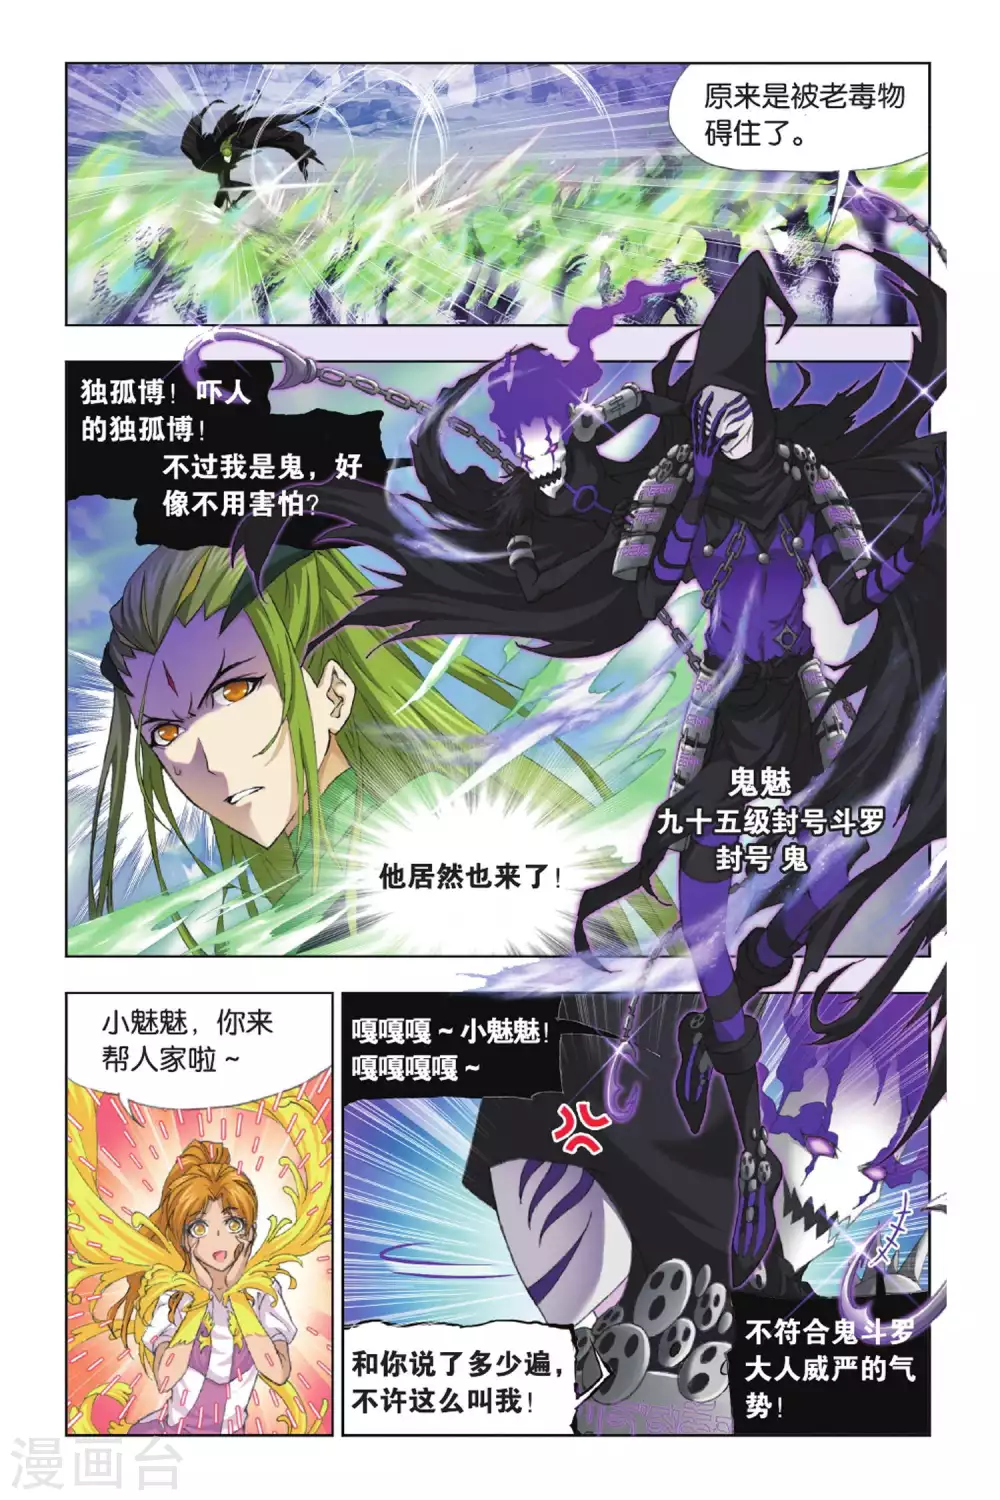 原来是被老毒物
碍住了。
独孤博！吓人
的独孤博！
不过我是鬼，好
像不用害怕？
鬼魅
九十五级封号斗罗
封号 鬼
他居然也来了！
小魅魅，你来
帮人家啦～
嘎嘎嘎～小魅魅！
嘎嘎嘎嘎～
和你说了多少遍，
不许这么叫我！
不符合鬼斗罗
大人威严的气
势！
漫画台